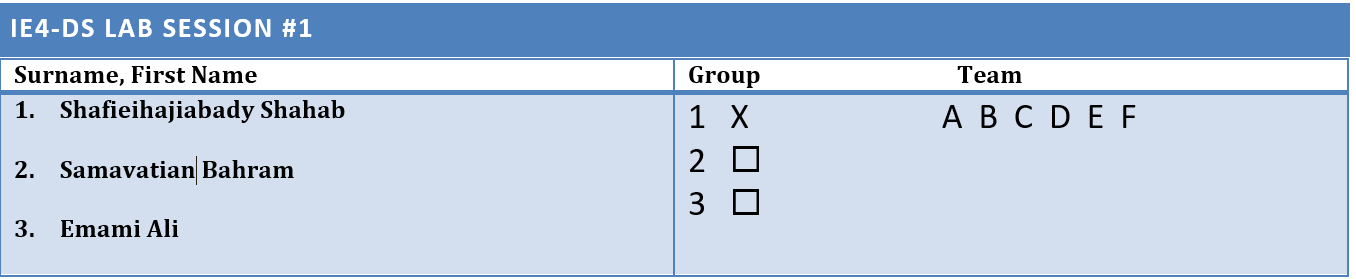 IE4-DS LAB SESSION #1
Surname, First Name Group Team
1. Shafieihajiabady Shahab 1 X A B C D E F
2. Samavatian Bahram 2 ☐
3. Emami Ali 3 ☐